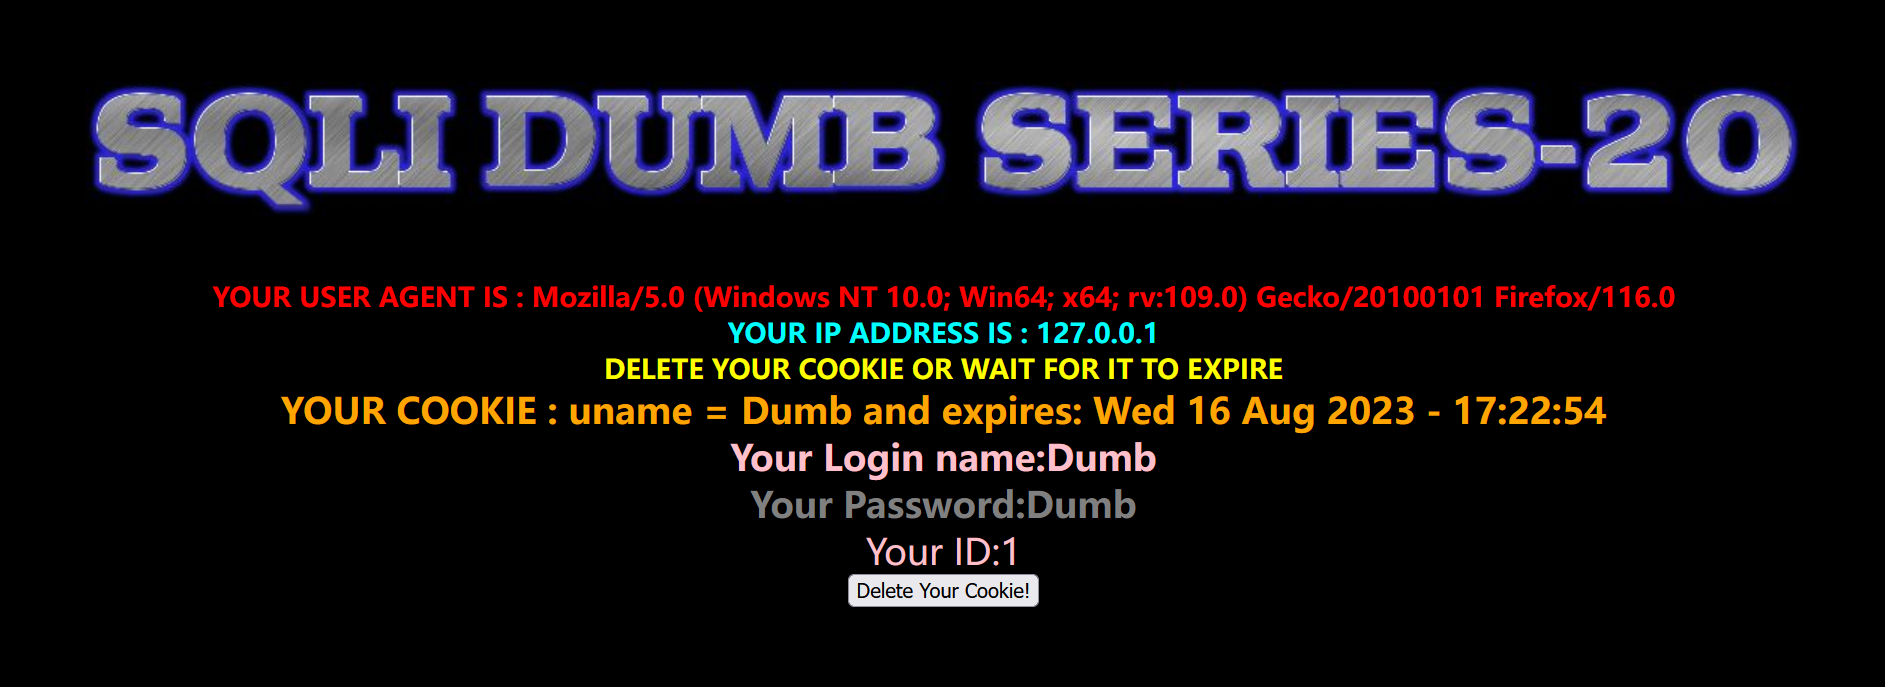 SQLI DUMB SERIES-20
YOUR USER AGENT IS : Mozilla/5.0 (Windows NT 10.0; Win64; x64; rv:109.0) Gecko/20100101 Firefox/116.0
YOUR IP ADDRESS IS : 127.0.0.1
DELETE YOUR COOKIE OR WAIT FOR IT TO EXPIRE
YOUR COOKIE : uname = Dumb and expires: Wed 16 Aug 2023 - 17:22:54
Your Login name:Dumb
Your Password:Dumb
Your ID:1
Delete Your Cookie!